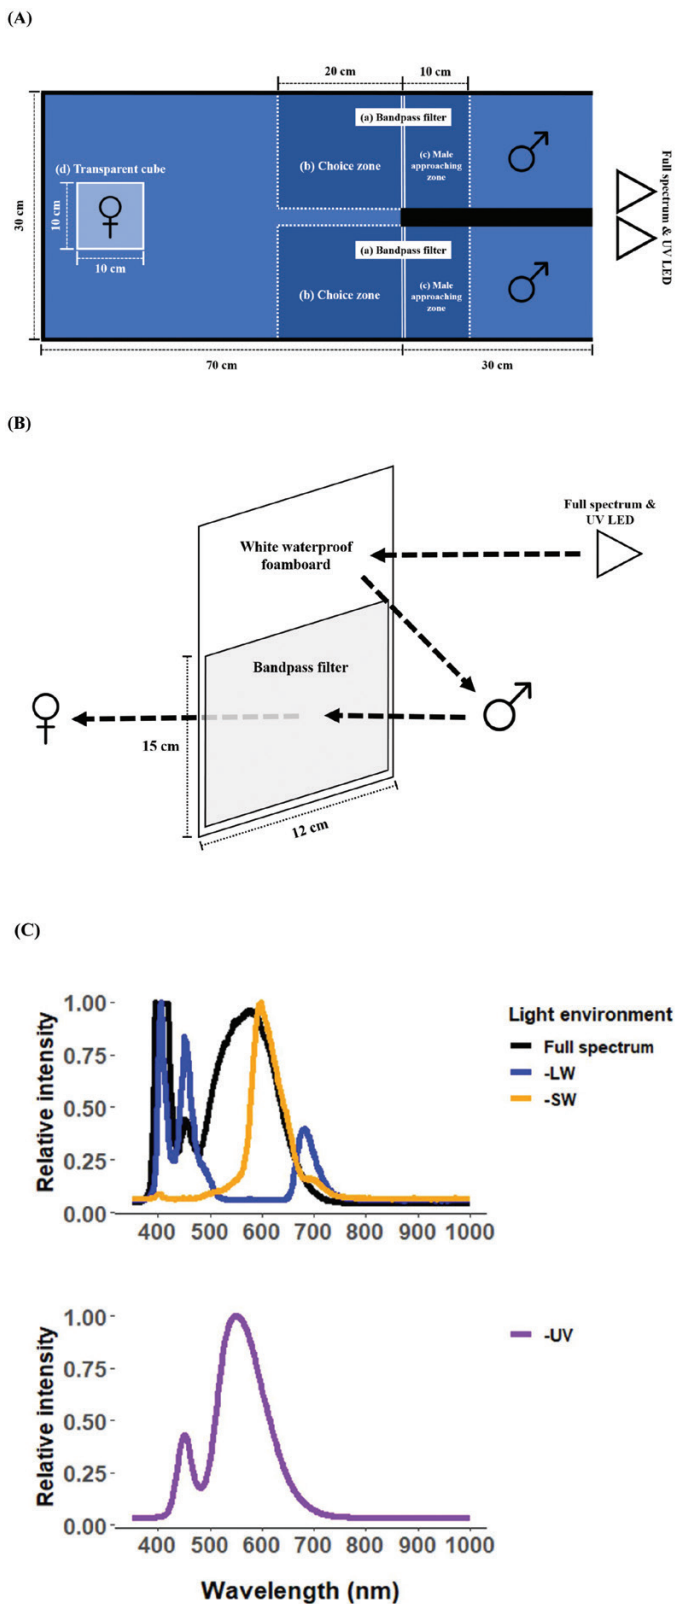 (A)
20 cm
10 cm
(a) Bandpass filter
(d) Transparent cube
(b) Choice zone
(c) Male
approaching
zone
30 cm
10 cm
10 cm
Full spectrum & UV LED
(a) Bandpass filter
(b) Choice zone
(c) Male
approaching
zone
70 cm
30 cm
(B)
Full spectrum &
UV LED
White waterproof
foamboard
Bandpass filter
15 cm
12 cm
(C)
Relative intensity
1.00
0.75
0.50
0.25
0.00
400 500 600 700 800 900 1000
Light environment
Full spectrum
-LW
-SW
Relative intensity
1.00
0.75
0.50
0.25
0.00
400 500 600 700 800 900 1000
-UV
Wavelength (nm)